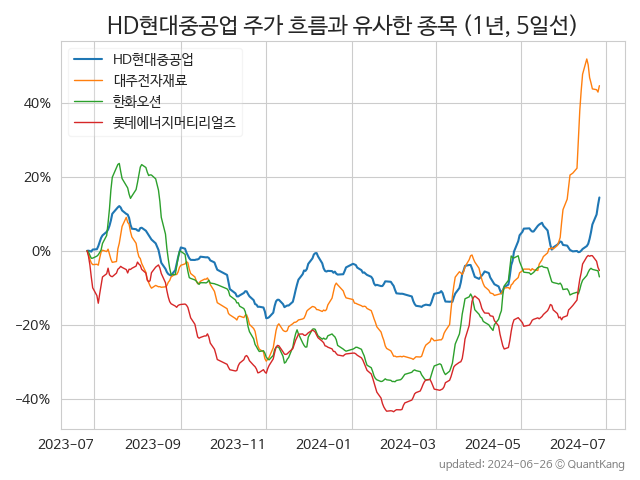 HD현대중공업 주가 흐름과 유사한 종목 (1년, 5일선)
HD현대중공업
대주전자재료
한화오션
롯데에너지머티리얼즈
40%
20%
0%
−20%
−40%
2023-07 2023-09 2023-11 2024-01 2024-03 2024-05 2024-07
updated: 2024-06-26 © QuantKang